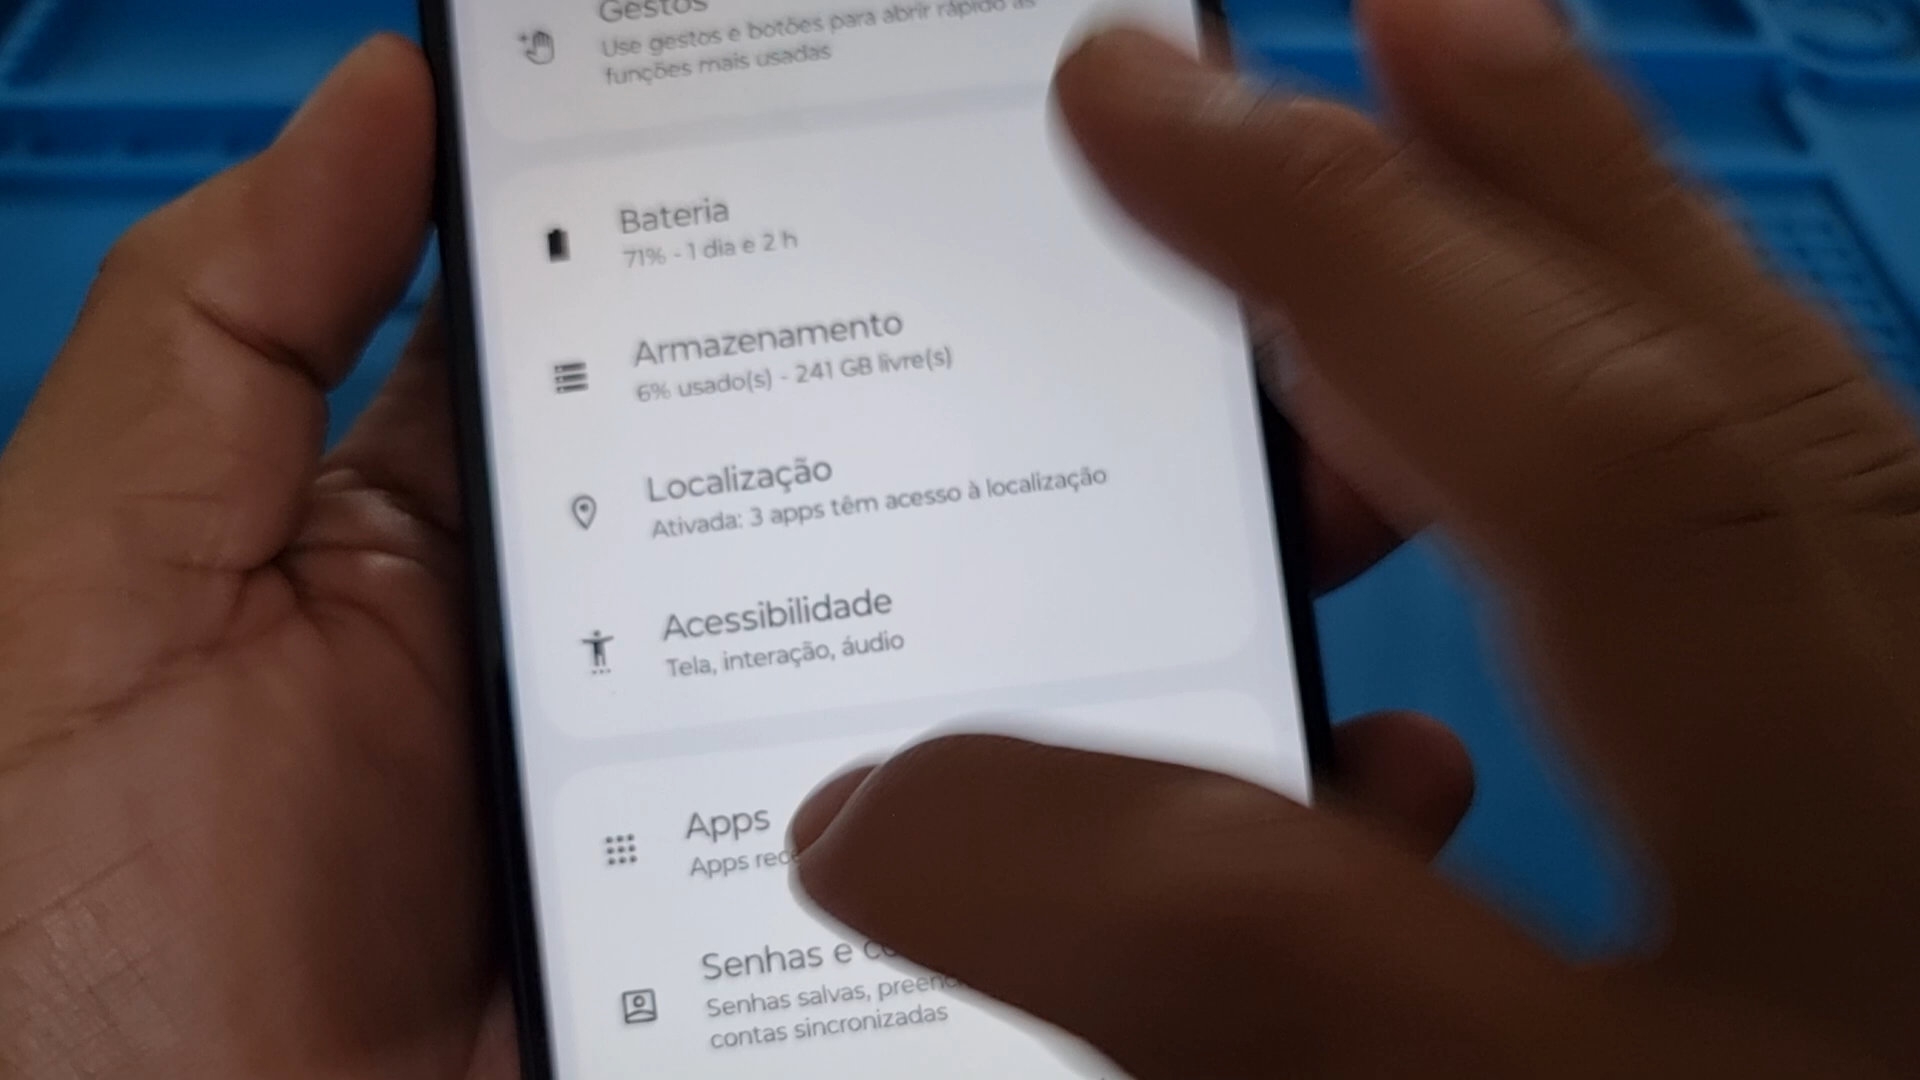 Gestos
Use gestos e botões para abrir rápido as
funções mais usadas
Bateria
71% - 1 dia e 2 h
Armazenamento
6% usado(s) - 241 GB livre(s)
Localização
Ativada: 3 apps têm acesso à localização
Acessibilidade
Tela, interação, áudio
Apps
Apps
Senhas e
Senhas salvas,
contas sincronizadas